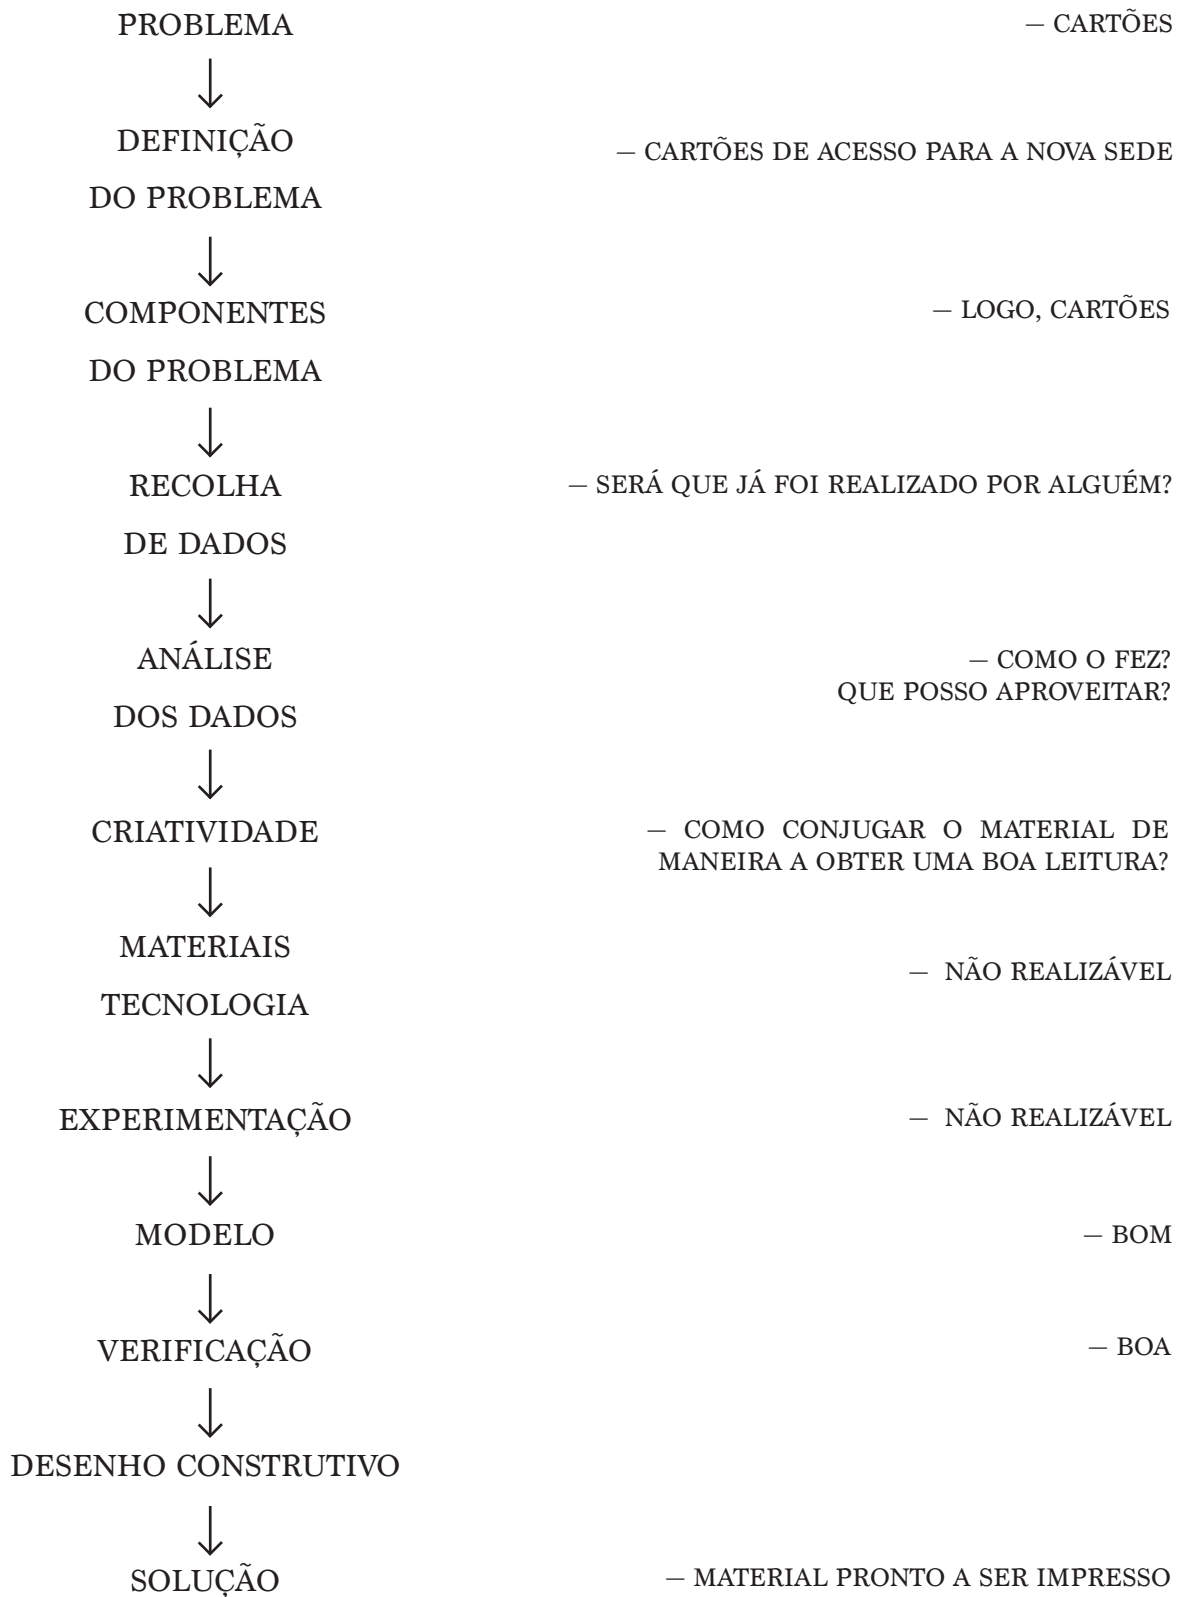 PROBLEMA
— CARTÕES
DEFINIÇÃO
DO PROBLEMA
— CARTÕES DE ACESSO PARA A NOVA SEDE
COMPONENTES
DO PROBLEMA
— LOGO, CARTÕES
RECOLHA
DE DADOS
— SERÁ QUE JÁ FOI REALIZADO POR ALGUÉM?
ANÁLISE
DOS DADOS
— COMO O FEZ?
QUE POSSO APROVEITAR?
CRIATIVIDADE
— COMO CONJUGAR O MATERIAL DE
MANEIRA A OBTER UMA BOA LEITURA?
MATERIAIS
TECNOLOGIA
— NÃO REALIZÁVEL
EXPERIMENTAÇÃO
— NÃO REALIZÁVEL
MODELO
— BOM
VERIFICAÇÃO
— BOA
DESENHO CONSTRUTIVO
SOLUÇÃO
— MATERIAL PRONTO A SER IMPRESSO